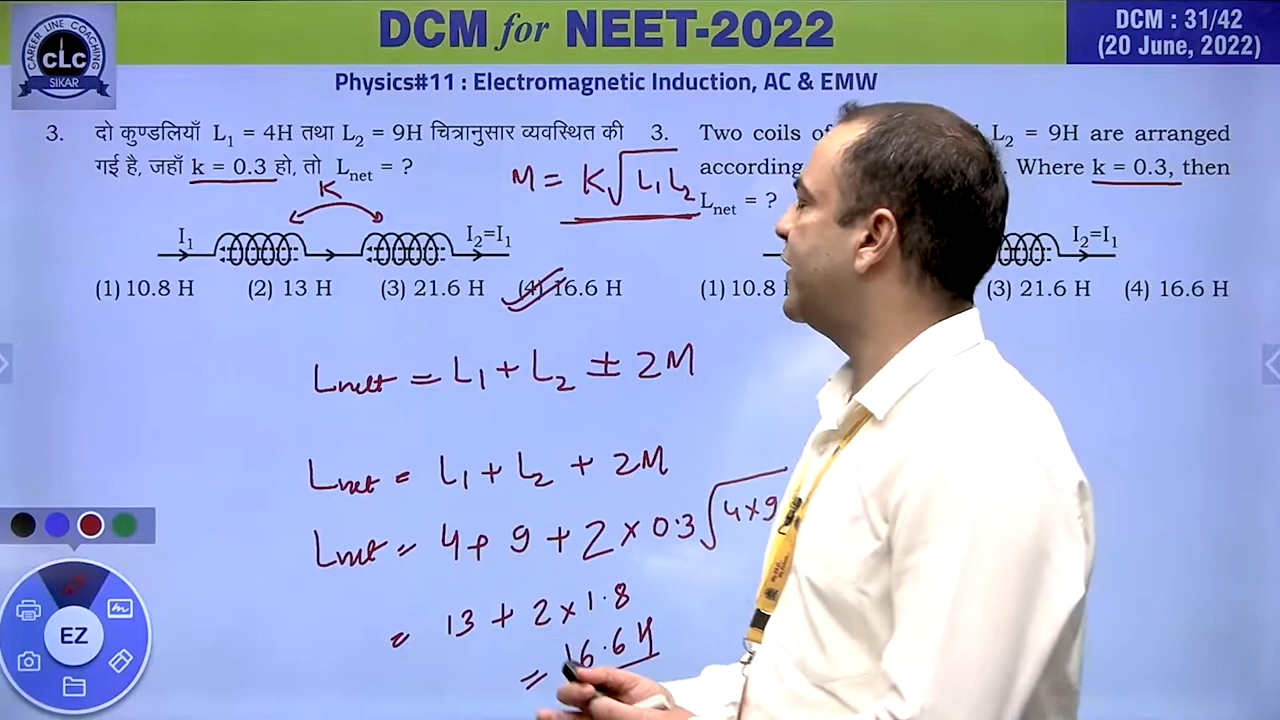 DCM for NEET-2022
DCM : 31/42
(20 June, 2022)
CAREER LINE COACHING
CLC
SIKAR
Physics#11 : Electromagnetic Induction, AC & EMW
3. दो कुण्डलियाँ L₁ = 4H तथा L₂ = 9H चित्रानुसार व्यवस्थित की
गई है, जहाँ k = 0.3 हो, तो Lnet = ?
K
I₁
I₂=I₁
(1) 10.8 H (2) 13 H (3) 21.6 H (4) 16.6 H
M = K√L₁L₂
3. Two coils of L₂ = 9H are arranged
according . Where k = 0.3, then
Lnet = ?
I₂=I₁
(1) 10.8 (3) 21.6 H (4) 16.6 H
Lnet = L₁ + L₂ ± 2M
Lnet = L₁ + L₂ + 2M
Lnet = 4 + 9 + 2 × 0.3√4×9
= 13 + 2 × 1.8
= 16.6 H
EZ